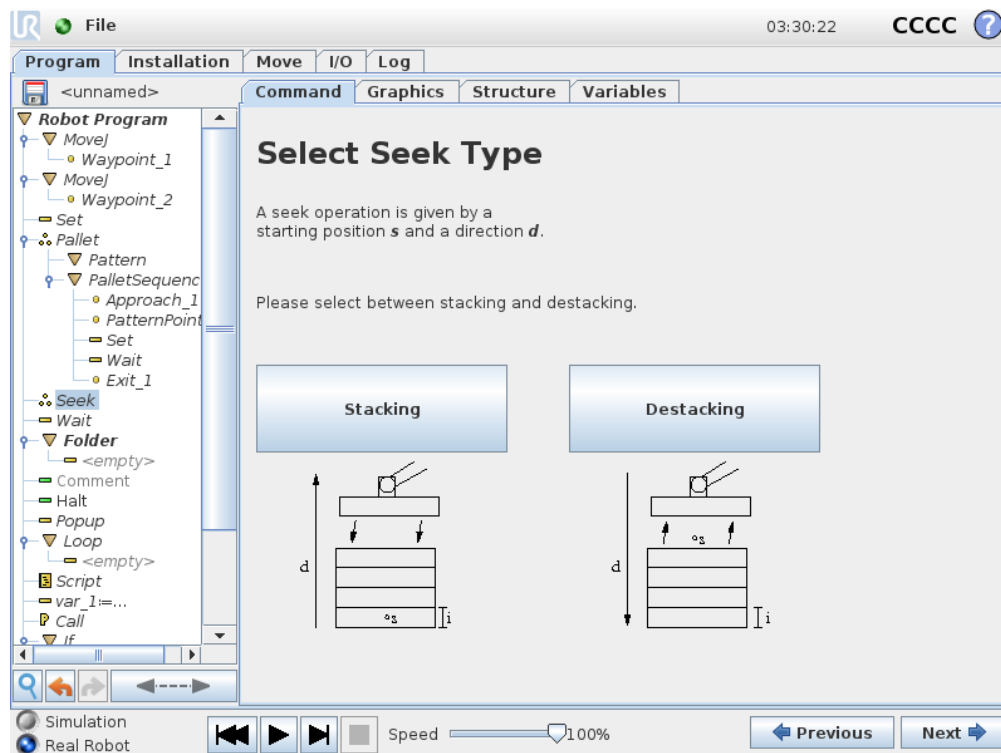 UR File 03:30:22 CCCC ?
Program Installation Move I/O Log
<unnamed>
Command Graphics Structure Variables
Robot Program
MoveJ
Waypoint_1
MoveJ
Waypoint_2
Set
Pallet
Pattern
PalletSequenc
Approach_1
PatternPoint
Set
Wait
Exit_1
Seek
Wait
Folder
<empty>
Comment
Halt
Popup
Loop
<empty>
Script
var_1:=...
Call
If
Select Seek Type
A seek operation is given by a
starting position s and a direction d.
Please select between stacking and destacking.
Stacking
Destacking
d
s
i
d
s
i
Simulation
Real Robot
Speed 100%
Previous
Next